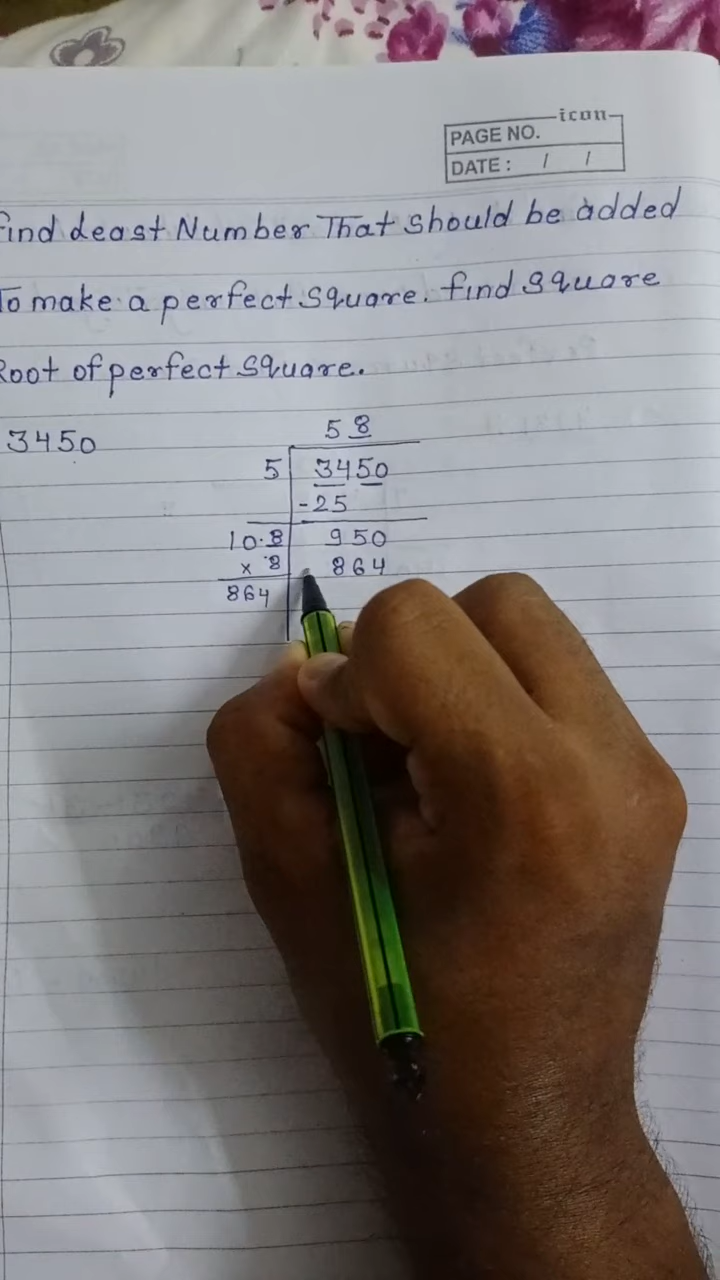 icon
PAGE NO.
DATE : / /
find deast Number That should be added
To make a perfect square. find square
Root of perfect square.
3450
58
5 3450
-25
10.8 950
x 8 864
864